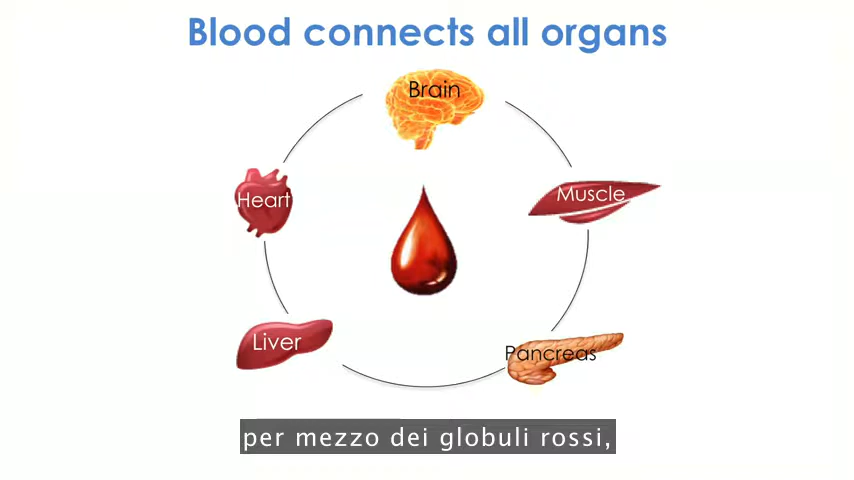 Blood connects all organs
Brain
Heart
Muscle
Liver
Pancreas
per mezzo dei globuli rossi,